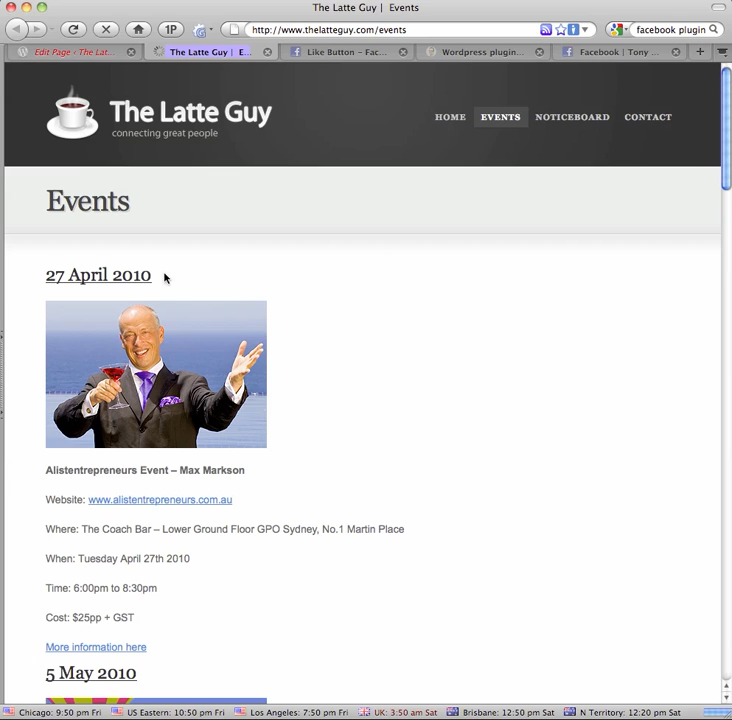 The Latte Guy | Events
http://www.thelatteguy.com/events
facebook plugin
1P
Edit Page ‹ The Lat...
The Latte Guy | E...
Like Button – Fac...
Wordpress plugin...
Facebook | Tony ...
The Latte Guy
connecting great people
HOME
EVENTS
NOTICEBOARD
CONTACT
Events
27 April 2010
Alistentrepreneurs Event – Max Markson
Website: www.alistentrepreneurs.com.au
Where: The Coach Bar – Lower Ground Floor GPO Sydney, No.1 Martin Place
When: Tuesday April 27th 2010
Time: 6:00pm to 8:30pm
Cost: $25pp + GST
More information here
5 May 2010
Chicago: 9:50 pm Fri
US Eastern: 10:50 pm Fri
Los Angeles: 7:50 pm Fri
UK: 3:50 am Sat
Brisbane: 12:50 pm Sat
N Territory: 12:20 pm Sat